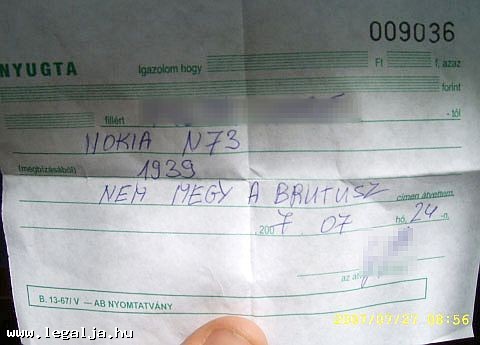 009036
NYUGTA Igazolom hogy Ft f, azaz
forint
fillért -tól
NOKIA N73
(megbízásából) 1939
NEM MEGY A BRUTUSZ címen átvettem.
200 7 07 hó, 24 -n.
az átv
B. 13-67/V — AB NYOMTATVÁNY
www.legalja.hu
2007/07/27 08:56